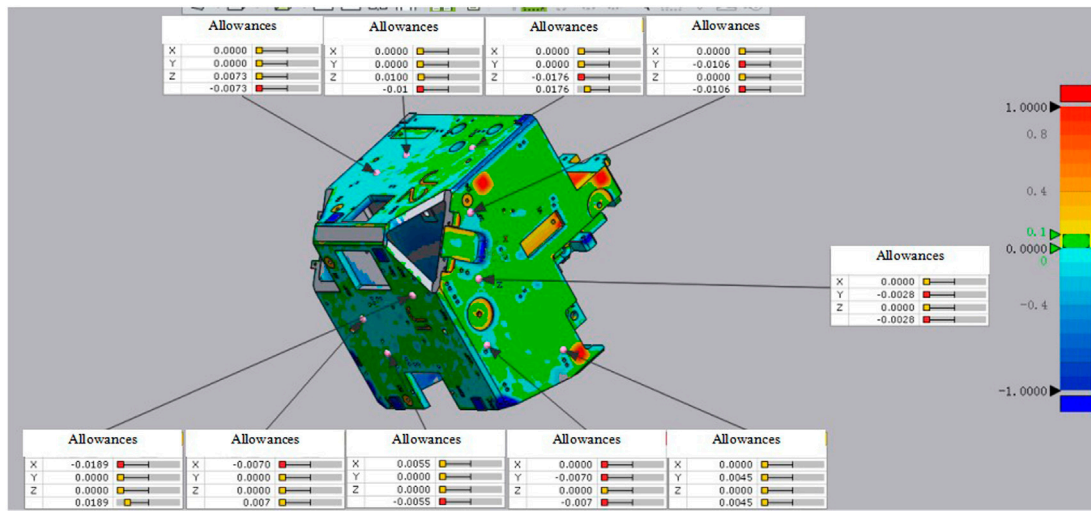 Allowances Allowances Allowances Allowances
X 0.0000 X 0.0000 X 0.0000 X 0.0000
Y 0.0000 Y 0.0000 Y 0.0000 Y -0.0106
Z 0.0073 Z 0.0100 Z -0.0176 Z 0.0000
-0.0073 -0.01 0.0176 -0.0106
1.0000
0.8
0.4
0.1
0.0000
0
-0.4
-1.0000
Allowances
X 0.0000
Y -0.0028
Z 0.0000
-0.0028
Allowances Allowances Allowances Allowances Allowances
X -0.0189 X -0.0070 X 0.0055 X 0.0000 X 0.0000
Y 0.0000 Y 0.0000 Y 0.0000 Y -0.0070 Y 0.0045
Z 0.0000 Z 0.0000 Z 0.0000 Z 0.0000 Z 0.0000
0.0189 0.007 -0.0055 -0.007 0.0045